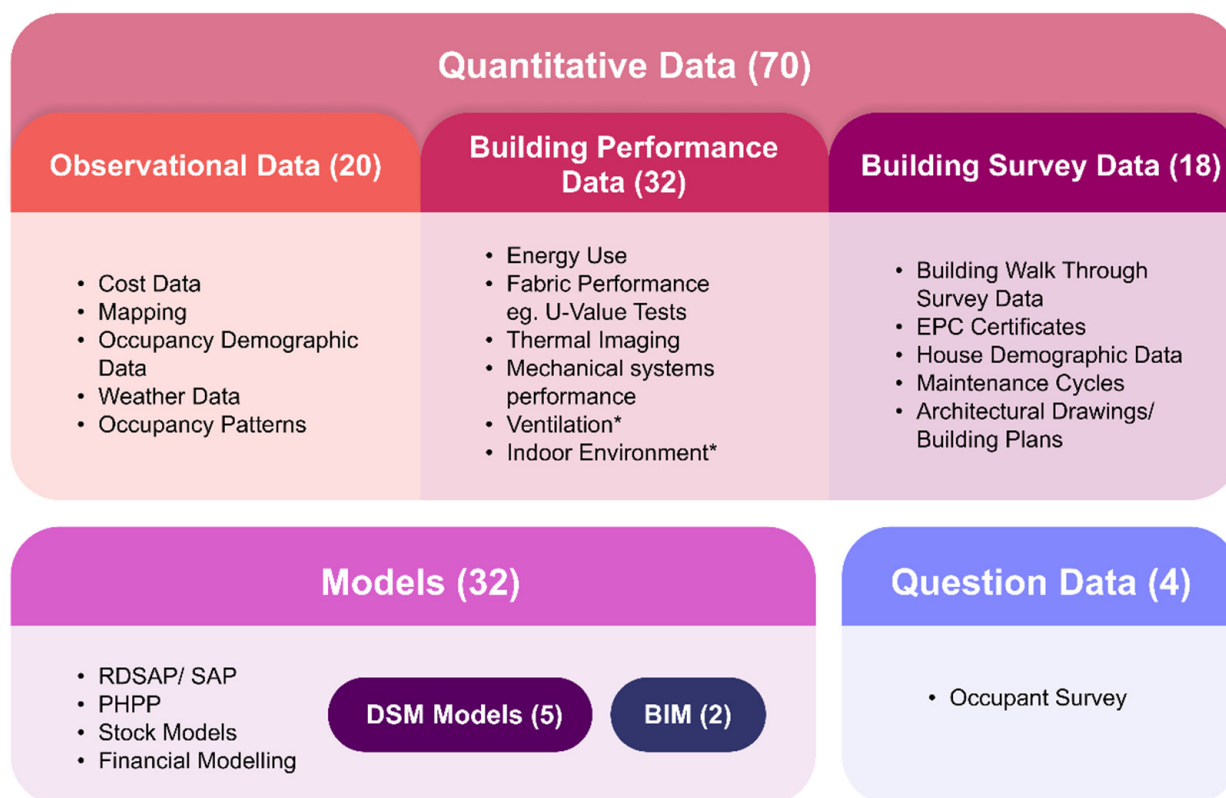 Quantitative Data (70)
Observational Data (20)
• Cost Data
• Mapping
• Occupancy Demographic
Data
• Weather Data
• Occupancy Patterns
Building Performance
Data (32)
• Energy Use
• Fabric Performance
eg. U-Value Tests
• Thermal Imaging
• Mechanical systems
performance
• Ventilation*
• Indoor Environment*
Building Survey Data (18)
• Building Walk Through
Survey Data
• EPC Certificates
• House Demographic Data
• Maintenance Cycles
• Architectural Drawings/
Building Plans
Models (32)
• RDSAP/ SAP
• PHPP
• Stock Models
• Financial Modelling
DSM Models (5)
BIM (2)
Question Data (4)
• Occupant Survey